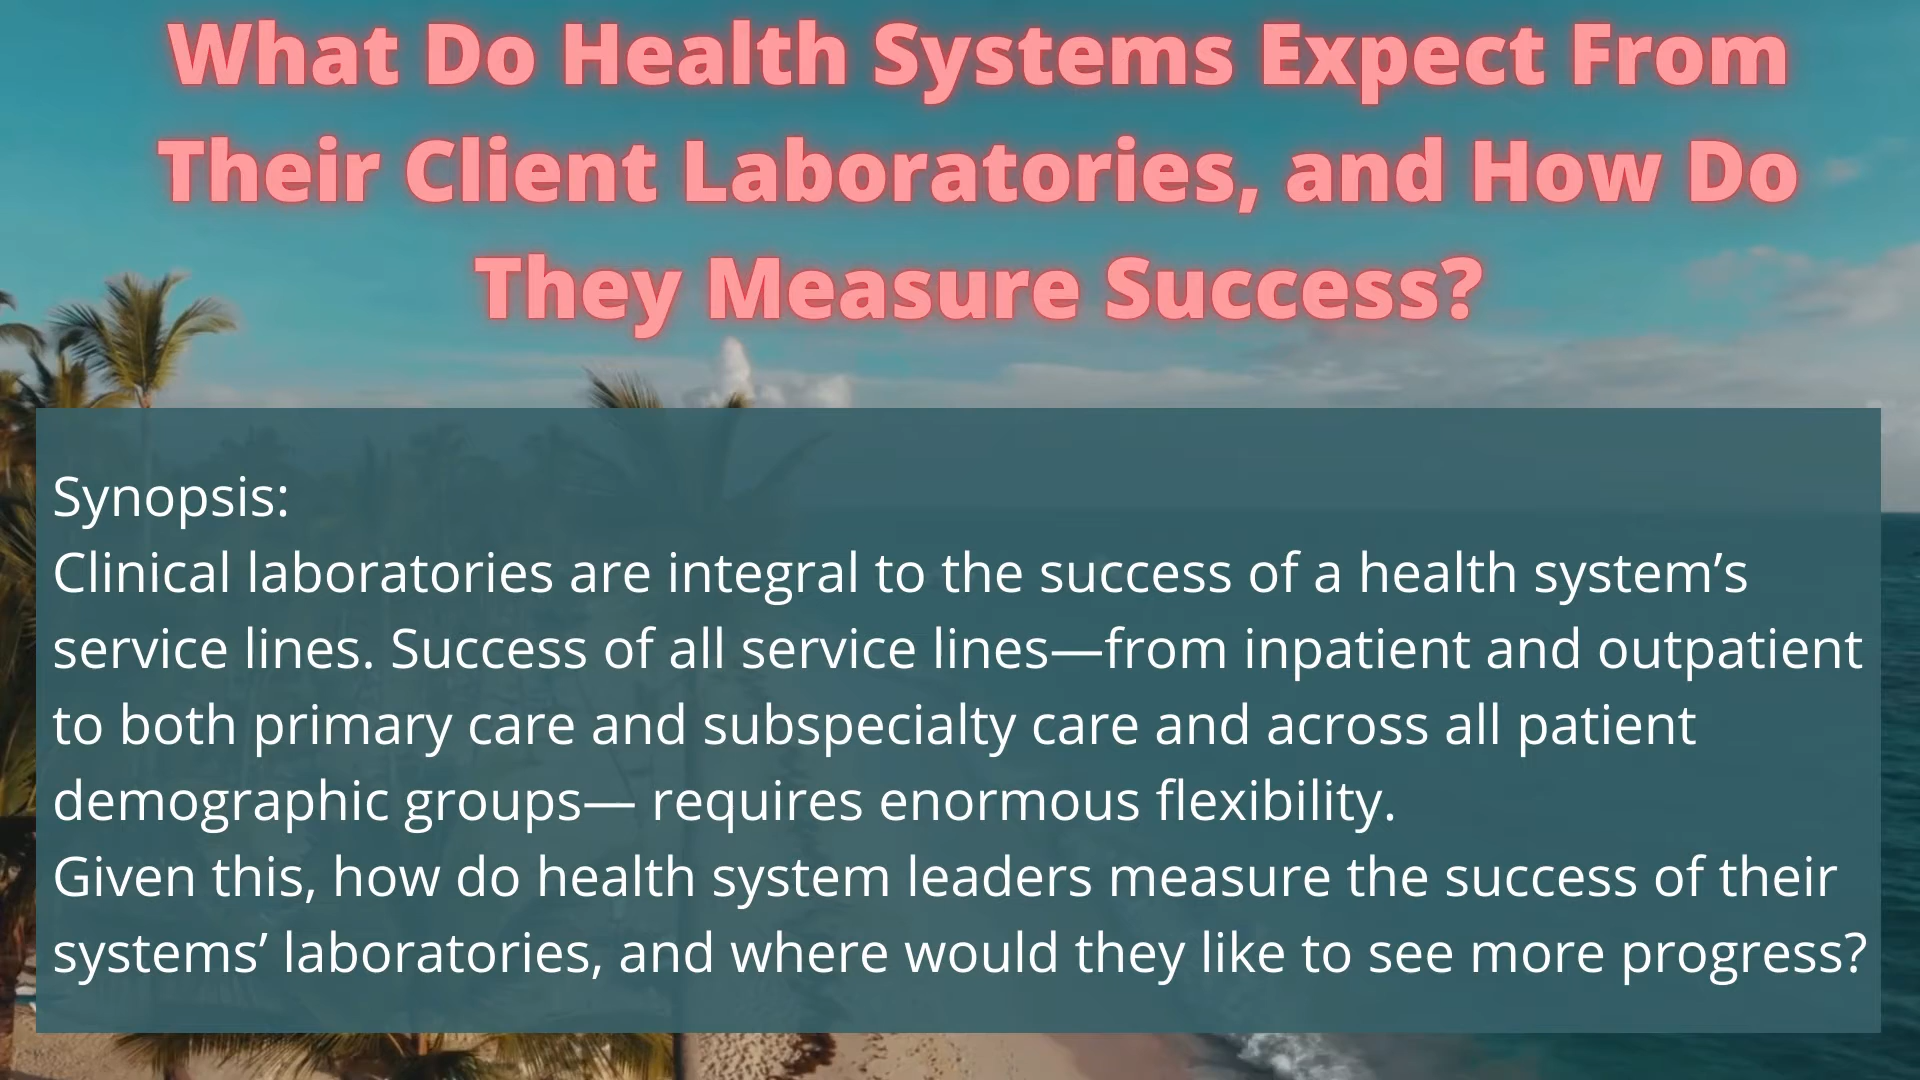 What Do Health Systems Expect From
Their Client Laboratories, and How Do
They Measure Success?
Synopsis:
Clinical laboratories are integral to the success of a health system’s
service lines. Success of all service lines—from inpatient and outpatient
to both primary care and subspecialty care and across all patient
demographic groups— requires enormous flexibility.
Given this, how do health system leaders measure the success of their
systems’ laboratories, and where would they like to see more progress?